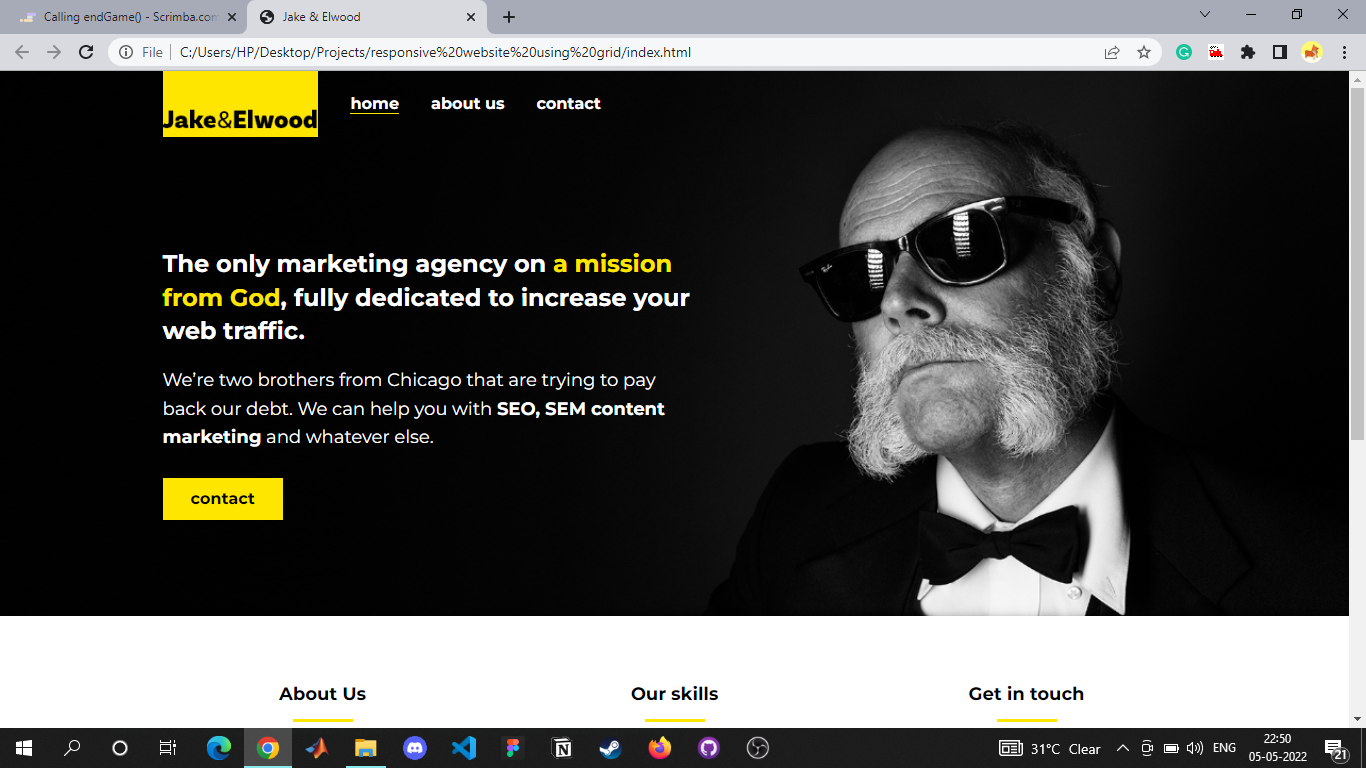 Calling endGame() - Scrimba.com
Jake & Elwood
File
C:/Users/HP/Desktop/Projects/responsive%20website%20using%20grid/index.html
Jake&Elwood
home
about us
contact
The only marketing agency on a mission
from God, fully dedicated to increase your
web traffic.
We’re two brothers from Chicago that are trying to pay
back our debt. We can help you with SEO, SEM content
marketing and whatever else.
contact
Ray-Ban
About Us
Our skills
Get in touch
31°C Clear
ENG
22:50
05-05-2022
21